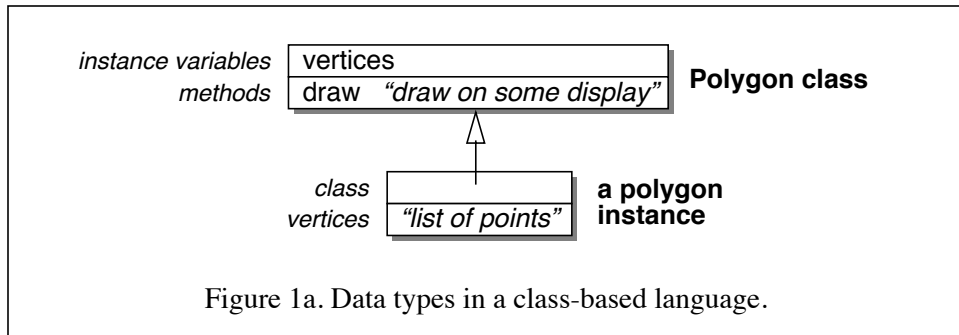 instance variables vertices
methods draw “draw on some display” Polygon class
class a polygon
vertices “list of points” instance
Figure 1a. Data types in a class-based language.